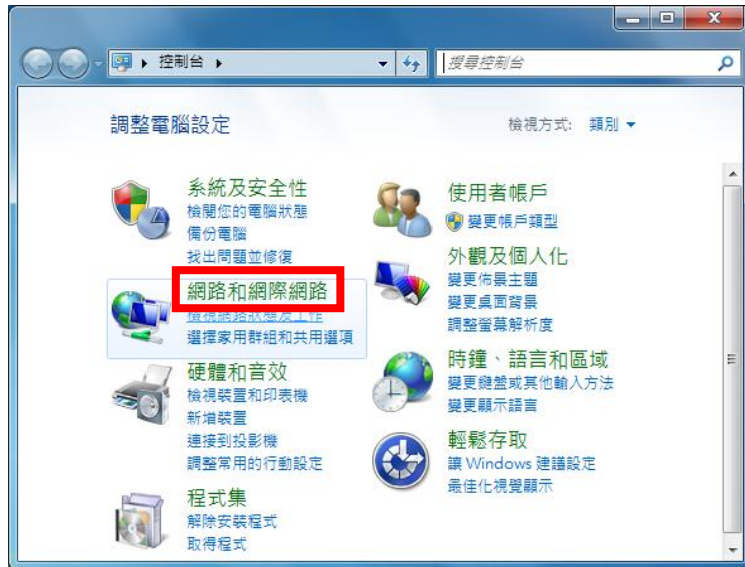 控制台
搜尋控制台
調整電腦設定
檢視方式: 類別
系統及安全性
檢閱您的電腦狀態
備份電腦
找出問題並修復
網路和網際網路
檢視網路狀態及工作
選擇家用群組和共用選項
硬體和音效
檢視裝置和印表機
新增裝置
連接到投影機
調整常用的行動設定
程式集
解除安裝程式
取得程式
使用者帳戶
變更帳戶類型
外觀及個人化
變更佈景主題
變更桌面背景
調整螢幕解析度
時鐘、語言和區域
變更鍵盤或其他輸入方法
變更顯示語言
輕鬆存取
讓 Windows 建議設定
最佳化視覺顯示